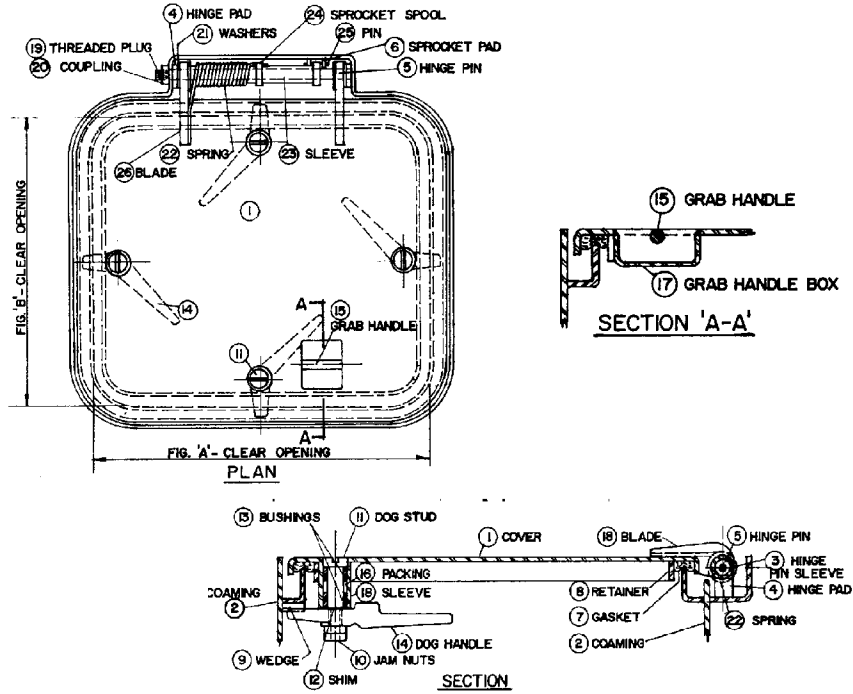 4 HINGE PAD
24 SPROCKET SPOOL
21 WASHERS
25 PIN
19 THREADED PLUG
6 SPROCKET PAD
20 COUPLING
5 HINGE PIN
22 SPRING
23 SLEEVE
26 BLADE
1
15 GRAB HANDLE
17 GRAB HANDLE BOX
SECTION 'A-A'
FIG. 'B'- CLEAR OPENING
14
A
15
GRAB HANDLE
11
A
FIG. 'A'- CLEAR OPENING
PLAN
13 BUSHINGS
11 DOG STUD
1 COVER
18 BLADE
5 HINGE PIN
3 HINGE
PIN SLEEVE
16 PACKING
COAMING
2
18 SLEEVE
8 RETAINER
4 HINGE PAD
7 GASKET
22 SPRING
14 DOG HANDLE
2 COAMING
9 WEDGE
10 JAM NUTS
12 SHIM
SECTION